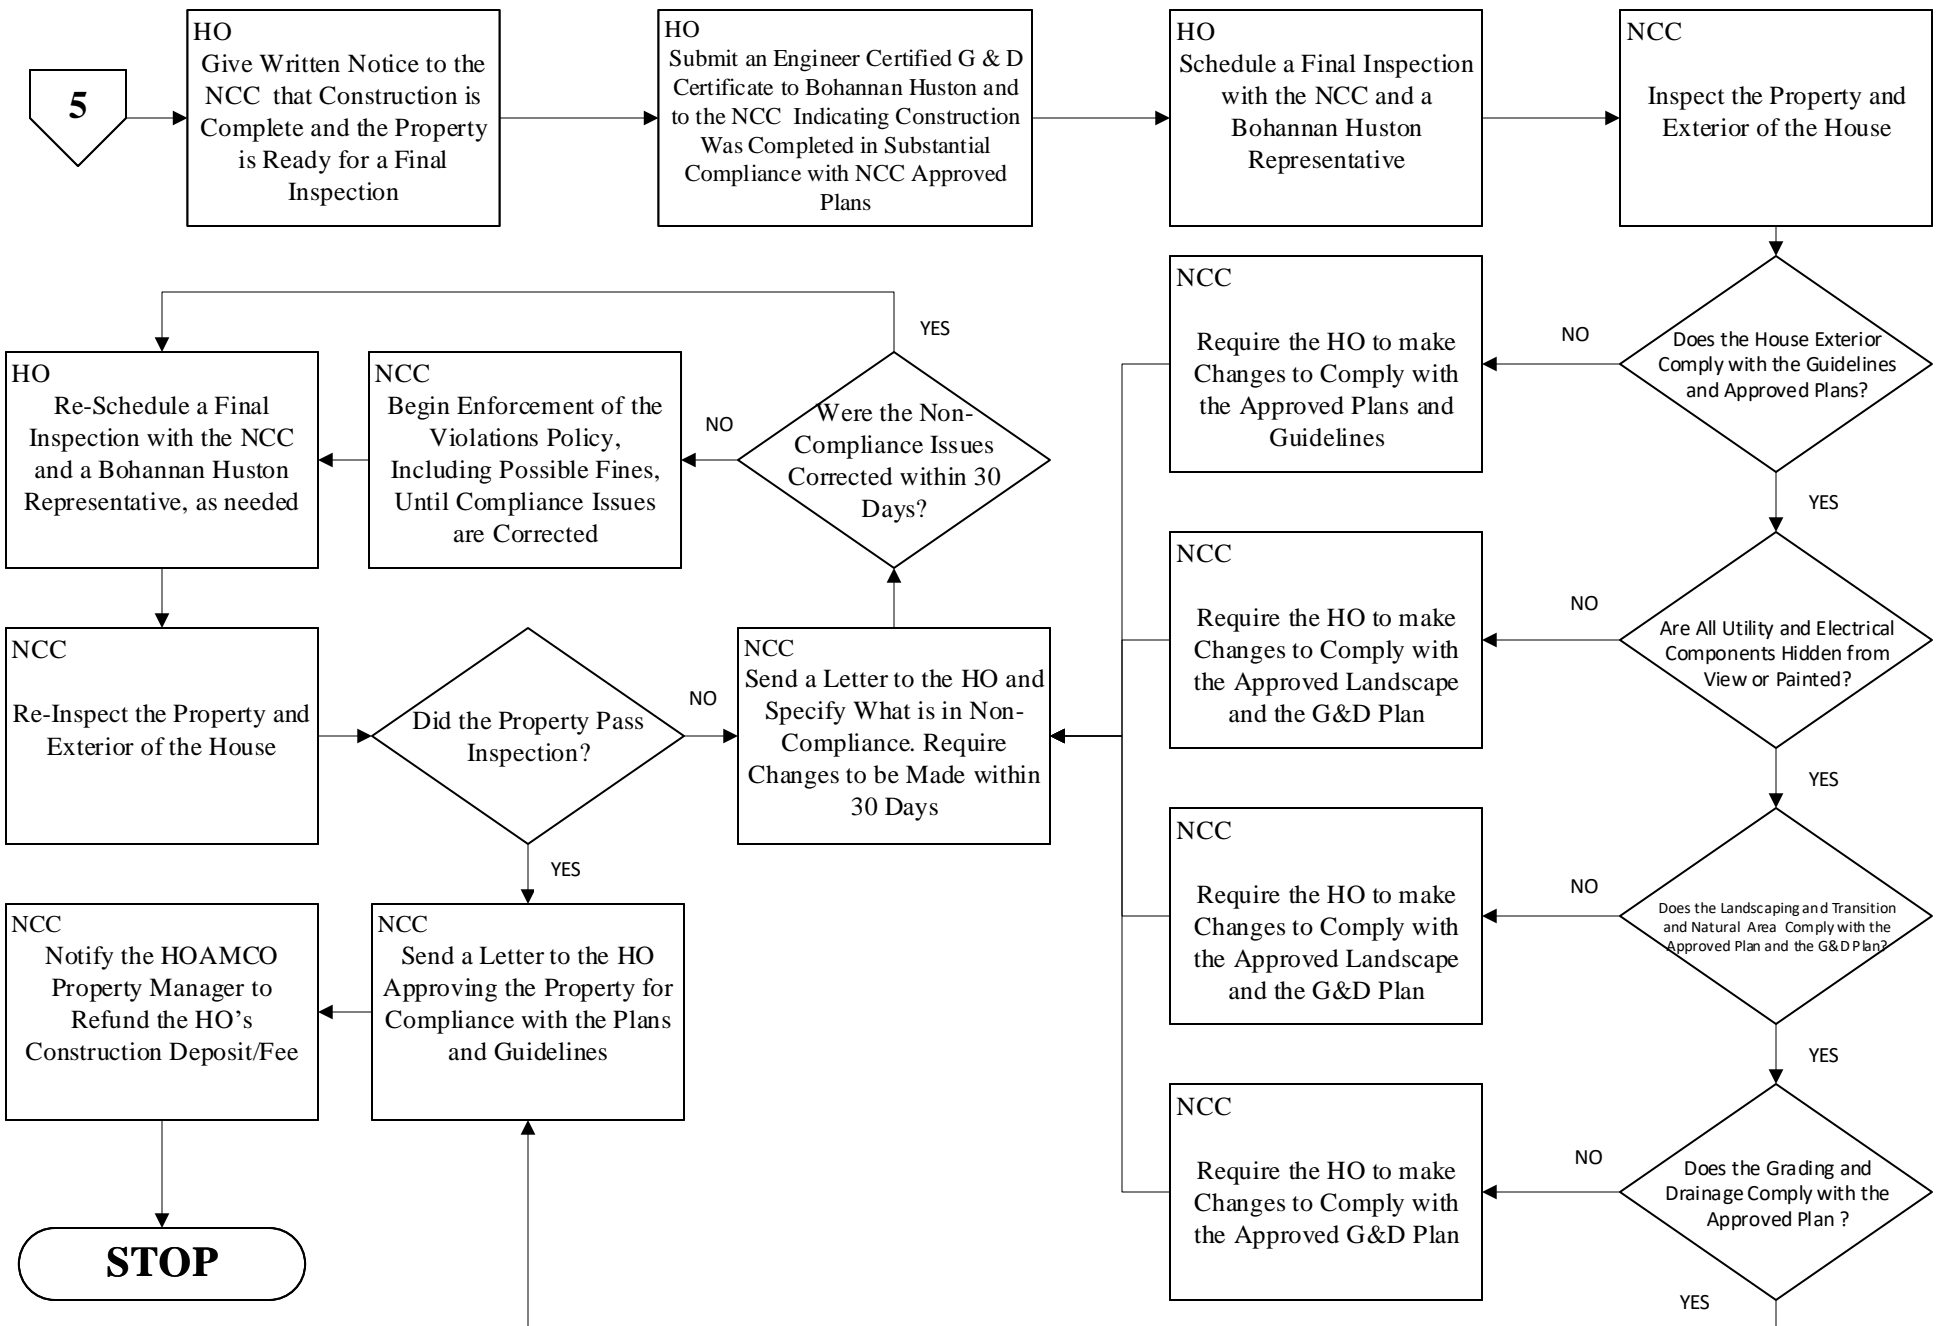 5
HO
Give Written Notice to the
NCC that Construction is
Complete and the Property
is Ready for a Final
Inspection
HO
Submit an Engineer Certified G & D
Certificate to Bohannan Huston and
to the NCC Indicating Construction
Was Completed in Substantial
Compliance with NCC Approved
Plans
HO
Schedule a Final Inspection
with the NCC and a
Bohannan Huston
Representative
NCC
Inspect the Property and
Exterior of the House
Does the House Exterior
Comply with the Guidelines
and Approved Plans?
NO
NCC
Require the HO to make
Changes to Comply with
the Approved Plans and
Guidelines
YES
Are All Utility and Electrical
Components Hidden from
View or Painted?
NO
NCC
Require the HO to make
Changes to Comply with
the Approved Landscape
and the G&D Plan
YES
Does the Landscaping and Transition
and Natural Area Comply with the
Approved Plan and the G&D Plan?
NO
NCC
Require the HO to make
Changes to Comply with
the Approved Landscape
and the G&D Plan
YES
Does the Grading and
Drainage Comply with the
Approved Plan ?
NO
NCC
Require the HO to make
Changes to Comply with
the Approved G&D Plan
YES
NCC
Send a Letter to the HO and
Specify What is in Non-
Compliance. Require
Changes to be Made within
30 Days
Were the Non-
Compliance Issues
Corrected within 30
Days?
YES
NO
NCC
Begin Enforcement of the
Violations Policy,
Including Possible Fines,
Until Compliance Issues
are Corrected
HO
Re-Schedule a Final
Inspection with the NCC
and a Bohannan Huston
Representative, as needed
NCC
Re-Inspect the Property and
Exterior of the House
Did the Property Pass
Inspection?
NO
YES
NCC
Send a Letter to the HO
Approving the Property for
Compliance with the Plans
and Guidelines
NCC
Notify the HOAMCO
Property Manager to
Refund the HO’s
Construction Deposit/Fee
STOP